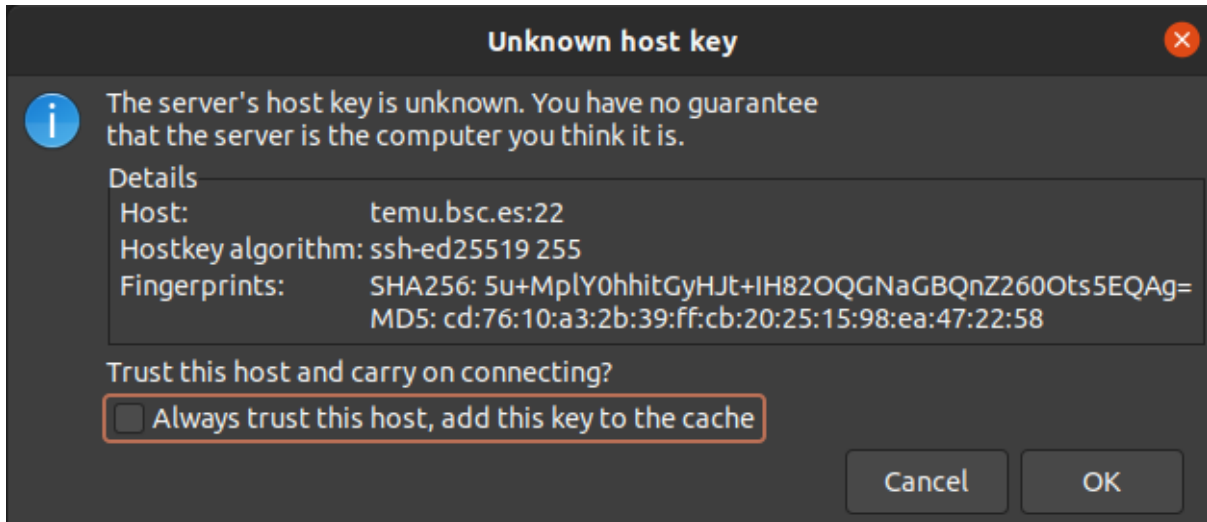 Unknown host key
The server's host key is unknown. You have no guarantee
that the server is the computer you think it is.
Details
Host: temu.bsc.es:22
Hostkey algorithm: ssh-ed25519 255
Fingerprints: SHA256: 5u+MplY0hhitGyHJt+IH82OQGNaGBQnZ260Ots5EQAg=
MD5: cd:76:10:a3:2b:39:ff:cb:20:25:15:98:ea:47:22:58
Trust this host and carry on connecting?
Always trust this host, add this key to the cache
Cancel OK